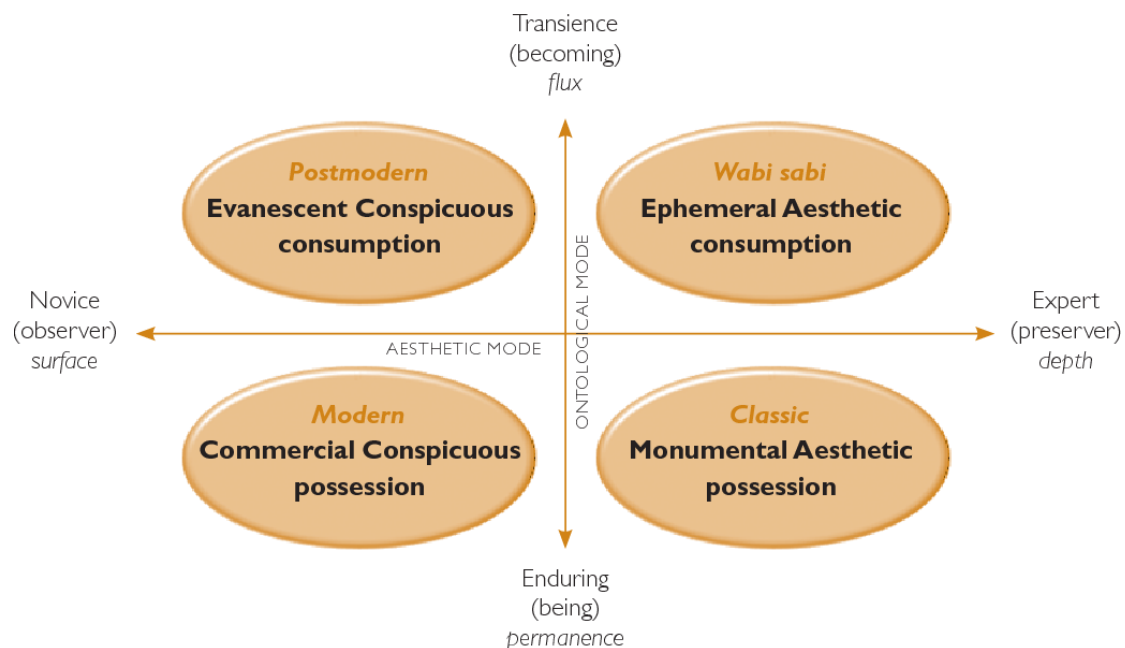 Transience
(becoming)
flux
Postmodern
Evanescent Conspicuous
consumption
Wabi sabi
Ephemeral Aesthetic
consumption
Novice
(observer)
surface
AESTHETIC MODE
ONTOLOGICAL MODE
Expert
(preserver)
depth
Modern
Commercial Conspicuous
possession
Classic
Monumental Aesthetic
possession
Enduring
(being)
permanence